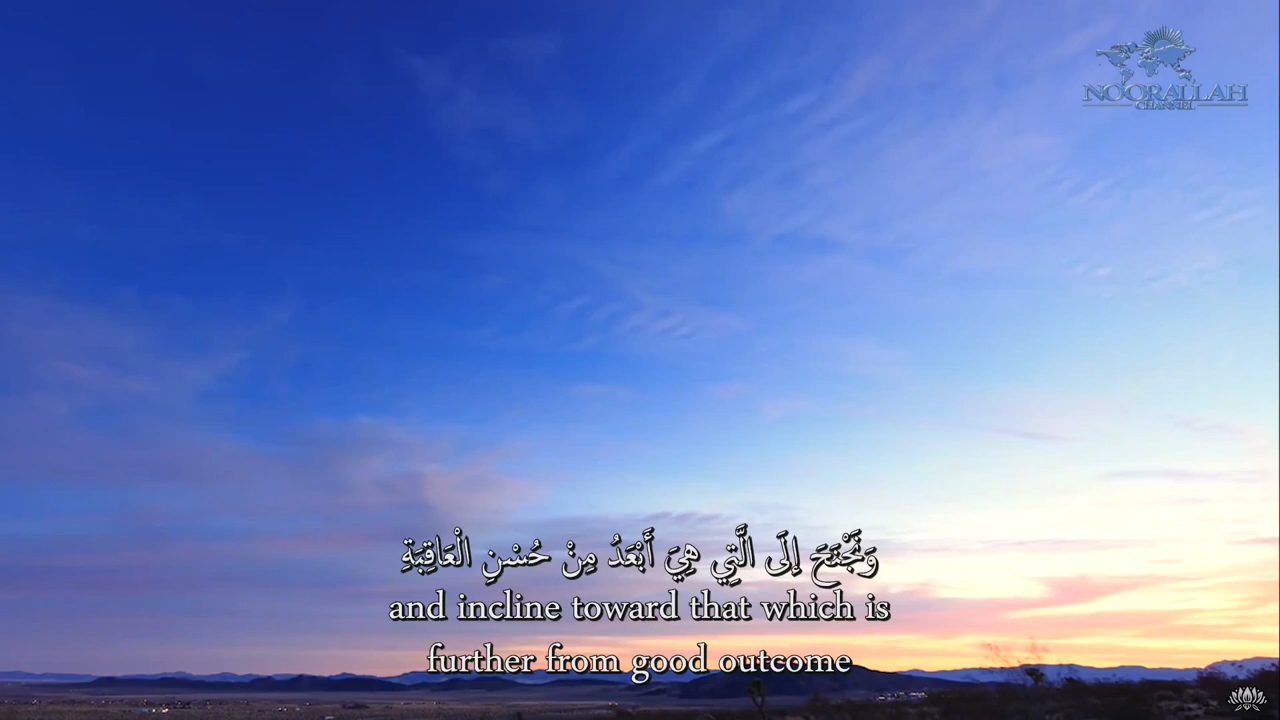 NOORALLAH
CHANNEL
وَنَجْنَحَ إِلَى الَّتِي هِيَ أَبْعَدُ مِنْ حُسْنِ الْعَاقِبَةِ
and incline toward that which is
further from good outcome